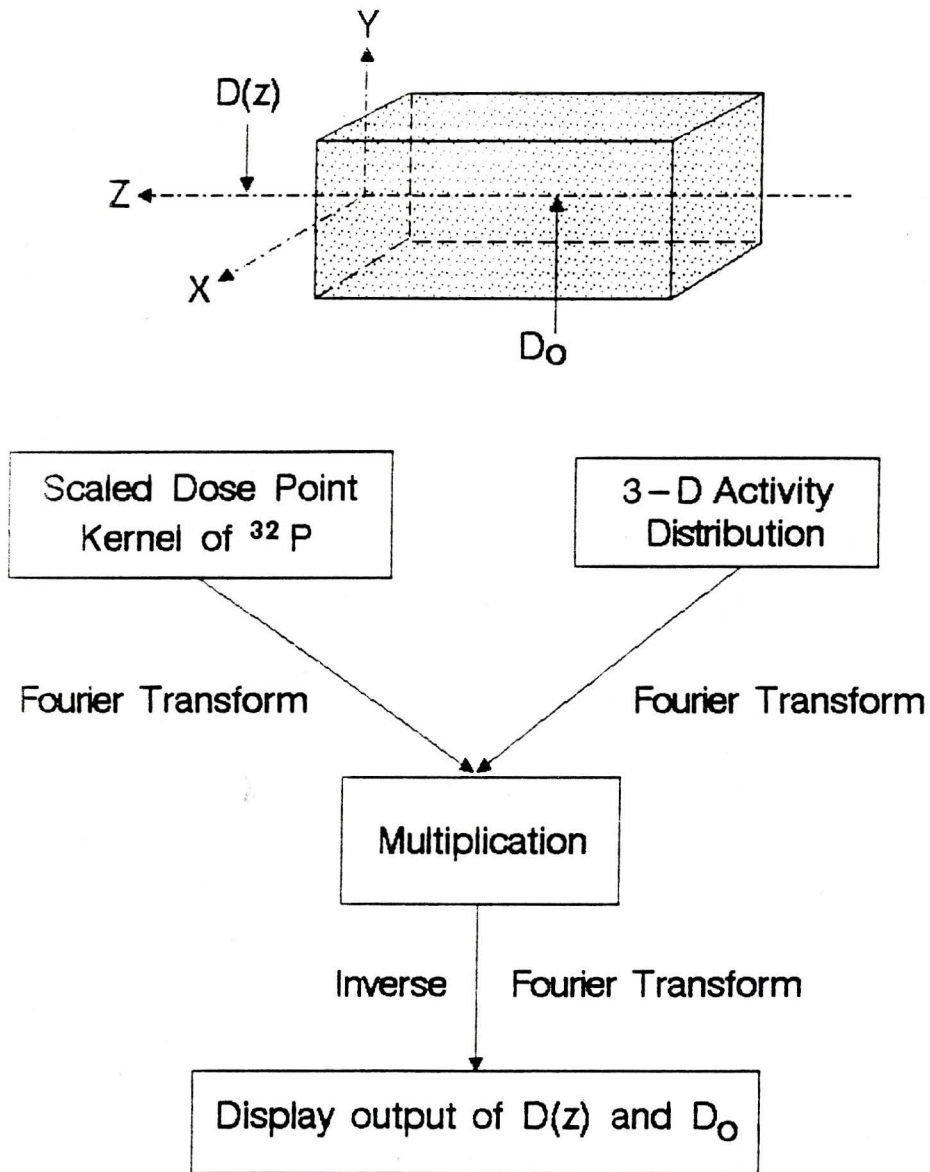 Y
D(z)
Z
X
Do
Scaled Dose Point
Kernel of ³² P
3-D Activity
Distribution
Fourier Transform
Fourier Transform
Multiplication
Inverse Fourier Transform
Display output of D(z) and Do